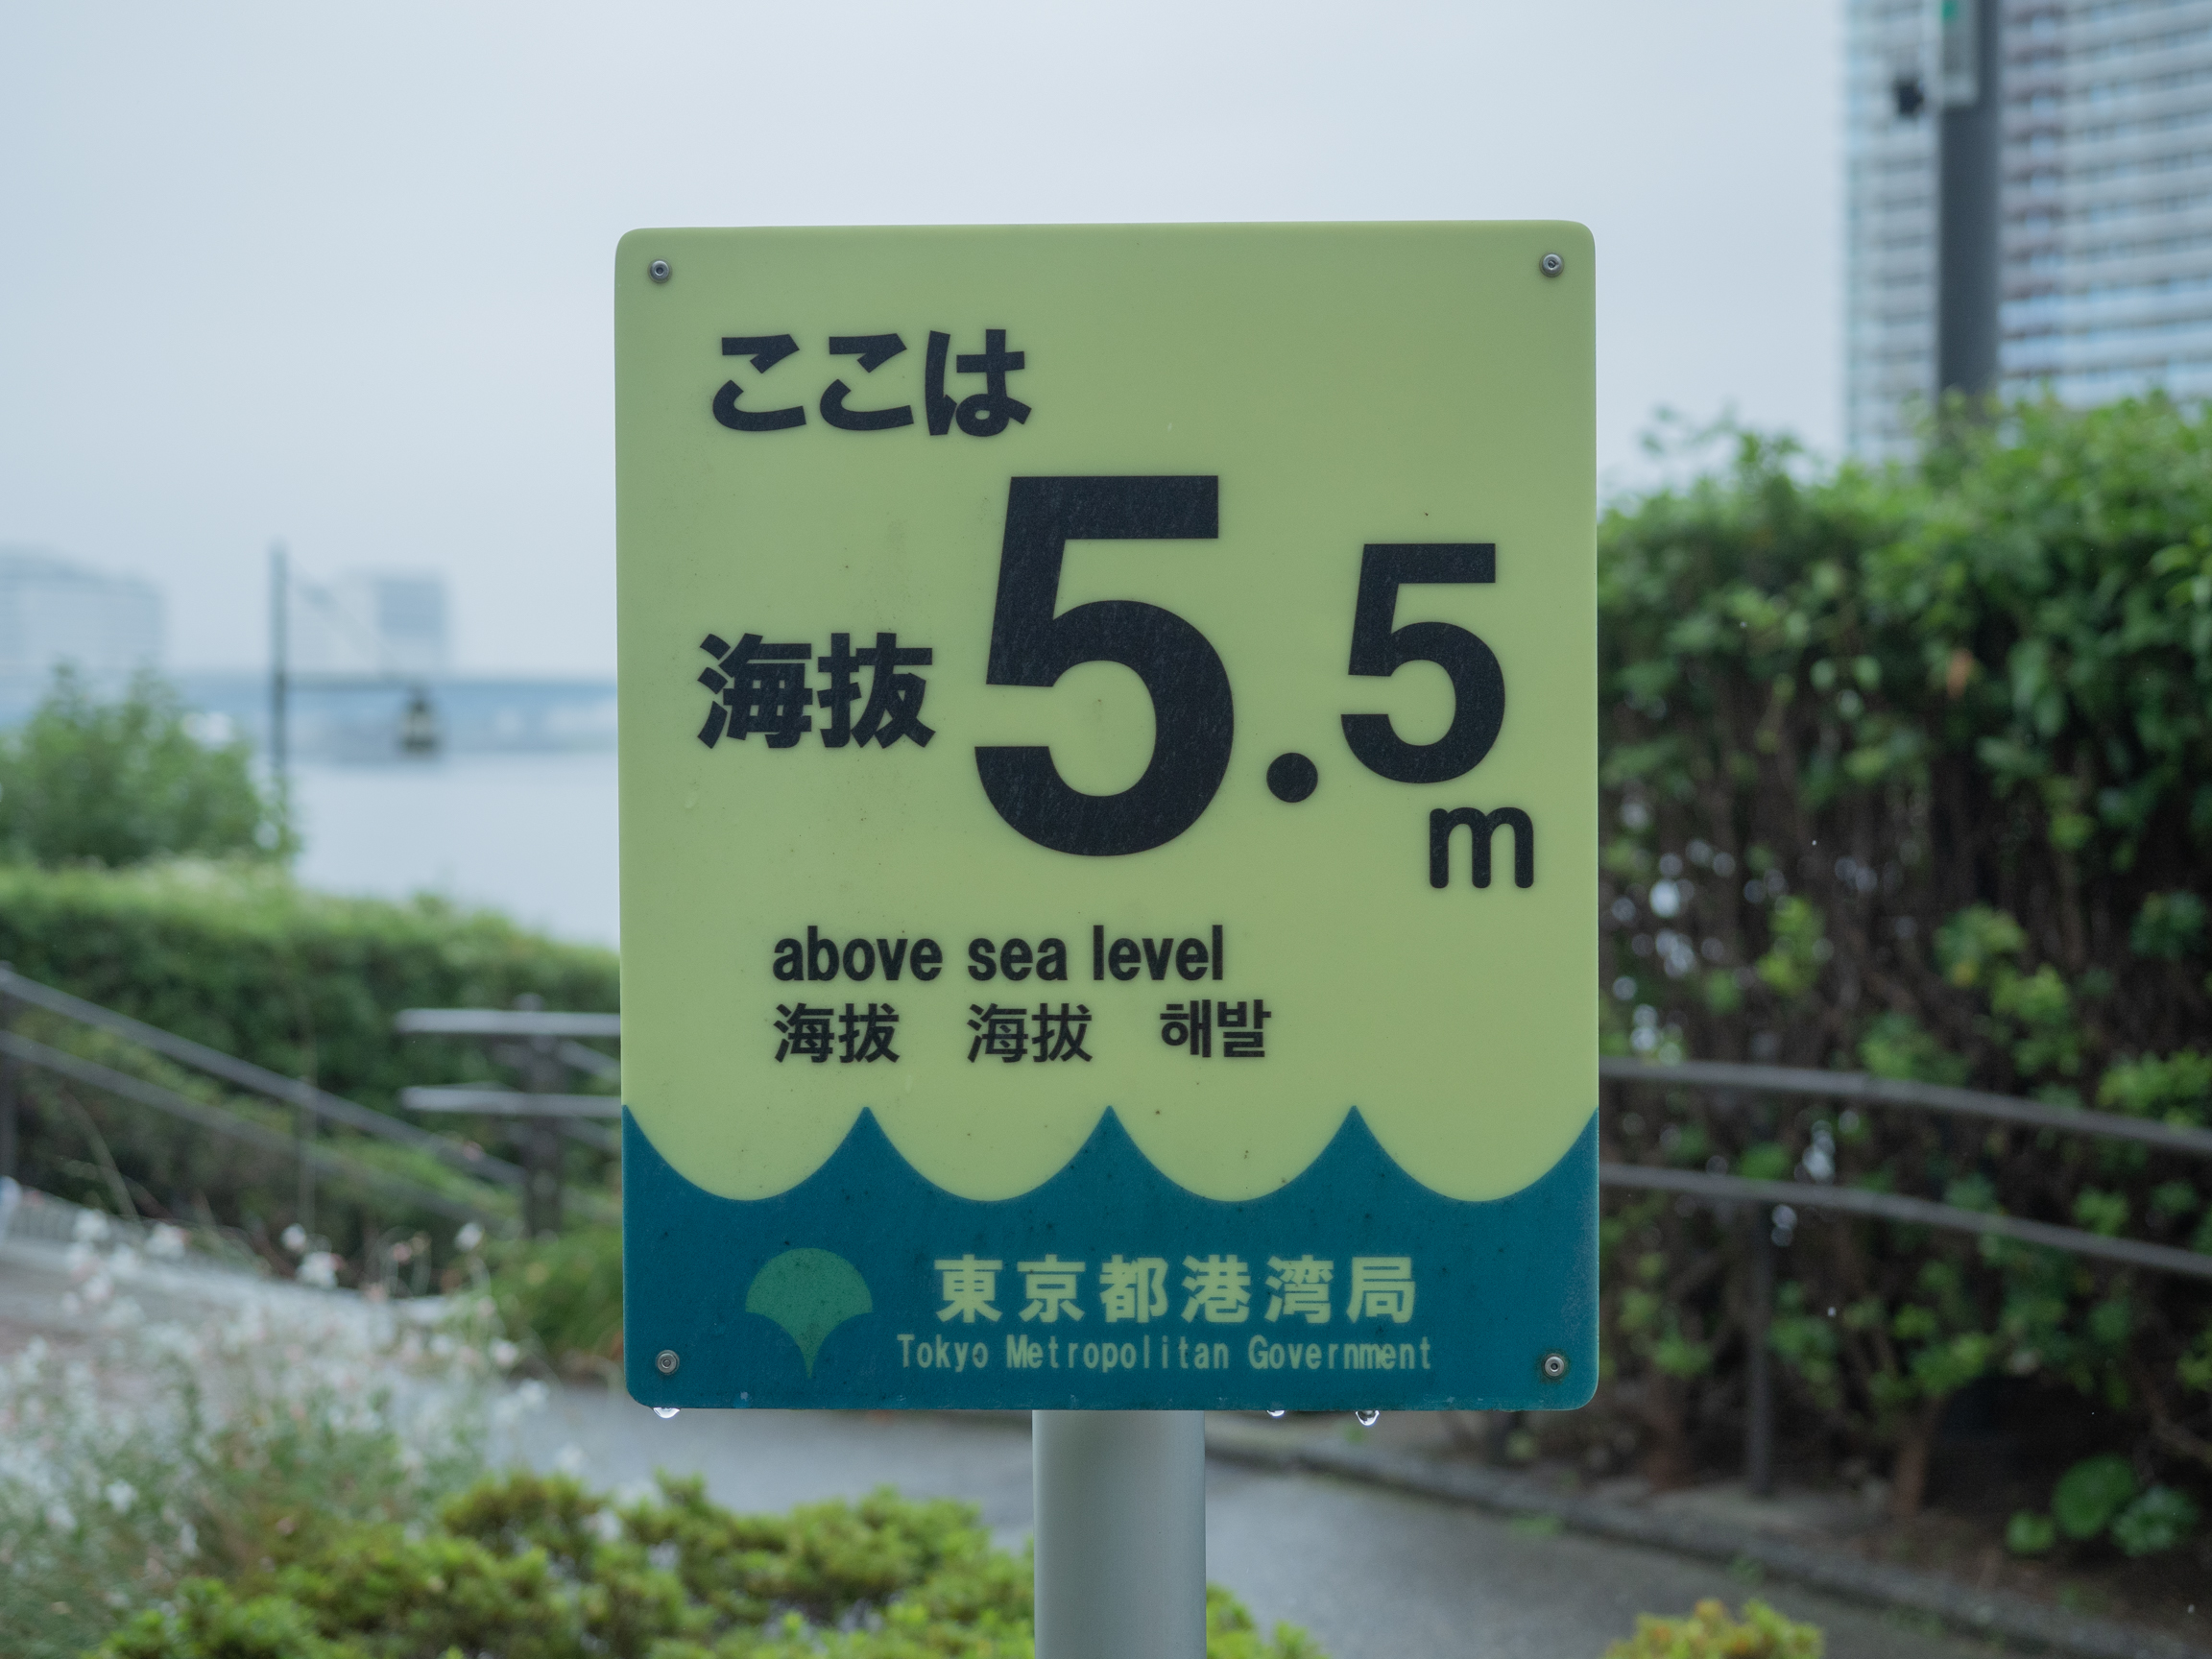 ここは
海抜 5.5 m
above sea level
海拔 海拔 해발
東京都港湾局
Tokyo Metropolitan Government